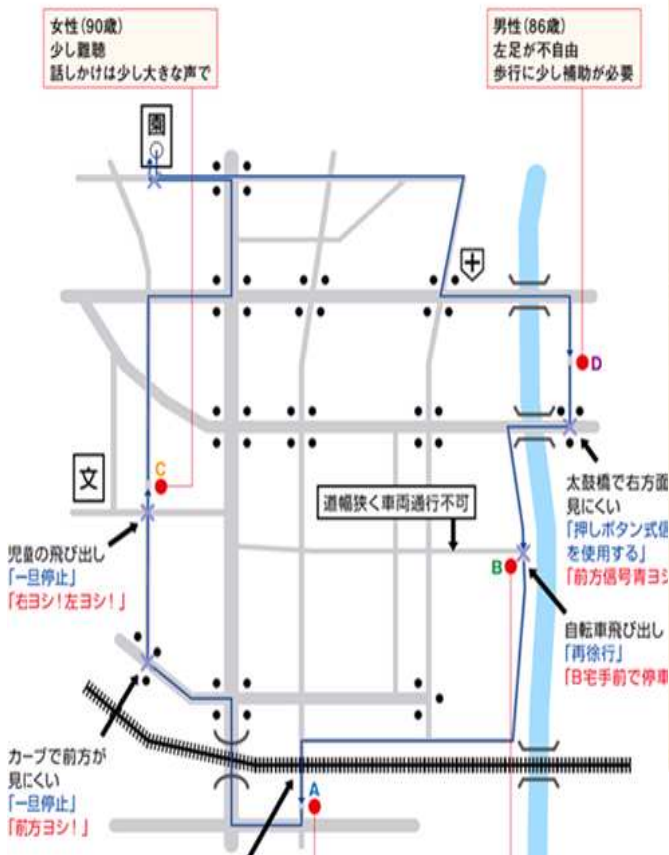 女性(90歳)
少し難聴
話しかけは少し大きな声で
男性(86歳)
左足が不自由
歩行に少し補助が必要
園
D
文
C
道幅狭く車両通行不可
太鼓橋で右方面
見にくい
「押しボタン式信
を使用する」
「前方信号青ヨシ
児童の飛び出し
「一旦停止」
「右ヨシ!左ヨシ!」
B
自転車飛び出し
「再徐行」
「B宅手前で停車
カーブで前方が
見にくい
「一旦停止」
「前方ヨシ!」
A